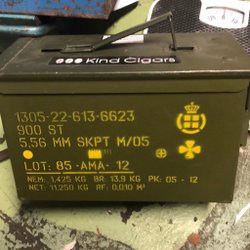 Kind Cigars
1305-22-613-6623
900 ST
5,56 MM SKPT M/05
LOT: 85-AMA-12
NEM: 1,425 KG BR: 13,9 KG PK: 05-12
NET: 11,250 KG RF: 0,010 M³